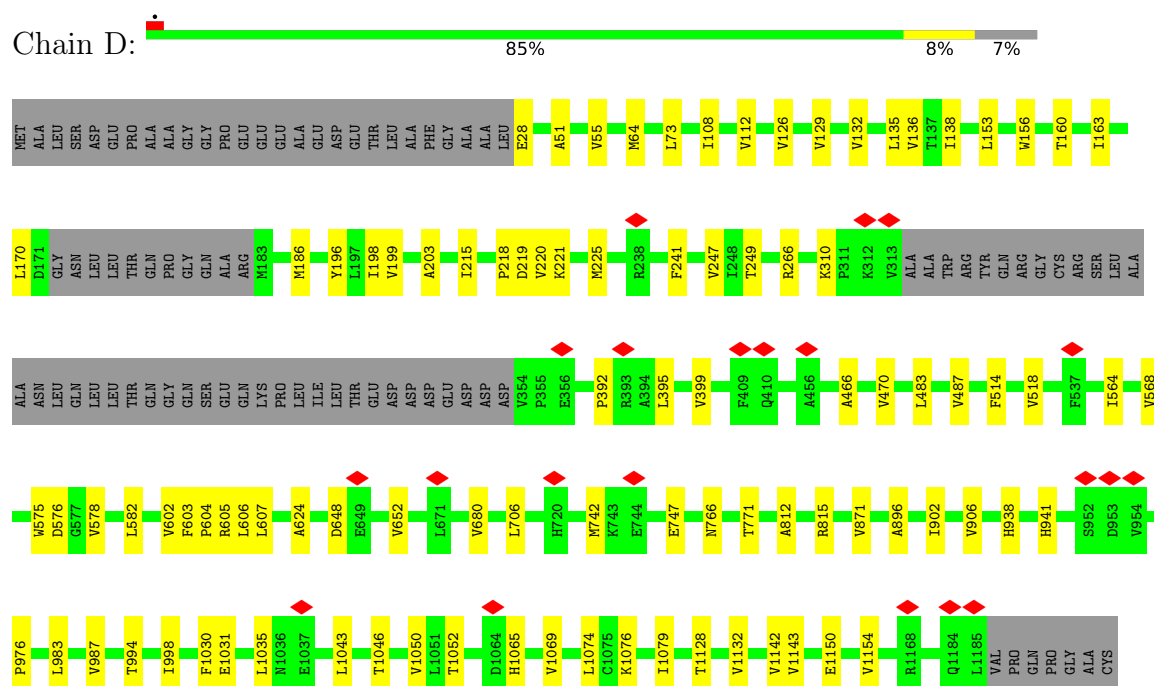 Chain D:
85% 8% 7%
MET ALA LEU SER ASP GLU PRO ALA ALA GLY GLY PRO GLU GLU GLU ALA GLU ASP GLU THR LEU ALA PHE GLY ALA ALA LEU E28 A51 V55 M64 L73 I108 V112 V126 V129 V132 L135 V136 T137 I138 L153 W156 T160 I163
L170 D171 GLY ASN LEU LEU THR GLN PRO GLY GLN ALA ARG M183 M186 Y196 L197 I198 V199 A203 I215 P218 D219 V220 K221 M225 R238 F241 V247 I248 T249 R266 K310 P311 K312 V313 ALA ALA TRP ARG TYR GLN ARG GLY CYS ARG SER LEU ALA
ALA ASN LEU GLN LEU LEU THR GLN GLY GLN SER GLU GLN LYS PRO LEU ILE LEU THR GLU ASP ASP ASP GLU ASP ASP ASP V354 P355 E356 P392 R393 A394 L395 V399 F409 Q410 A456 A466 V470 L483 V487 F514 V518 F537 I564 V568
W575 D576 G577 V578 L582 V602 F603 P604 R605 L606 L607 A624 D648 E649 V652 L671 V680 L706 H720 M742 K743 E744 E747 N766 T771 A812 R815 V871 A896 I902 V906 H938 H941 S952 D953 V954
P976 L983 V987 T994 I998 F1030 E1031 L1035 N1036 E1037 L1043 T1046 V1050 L1051 T1052 D1064 H1065 V1069 L1074 C1075 K1076 I1079 T1128 V1132 V1142 V1143 E1150 V1154 R1168 Q1184 L1185 VAL PRO GLN PRO GLY ALA CYS